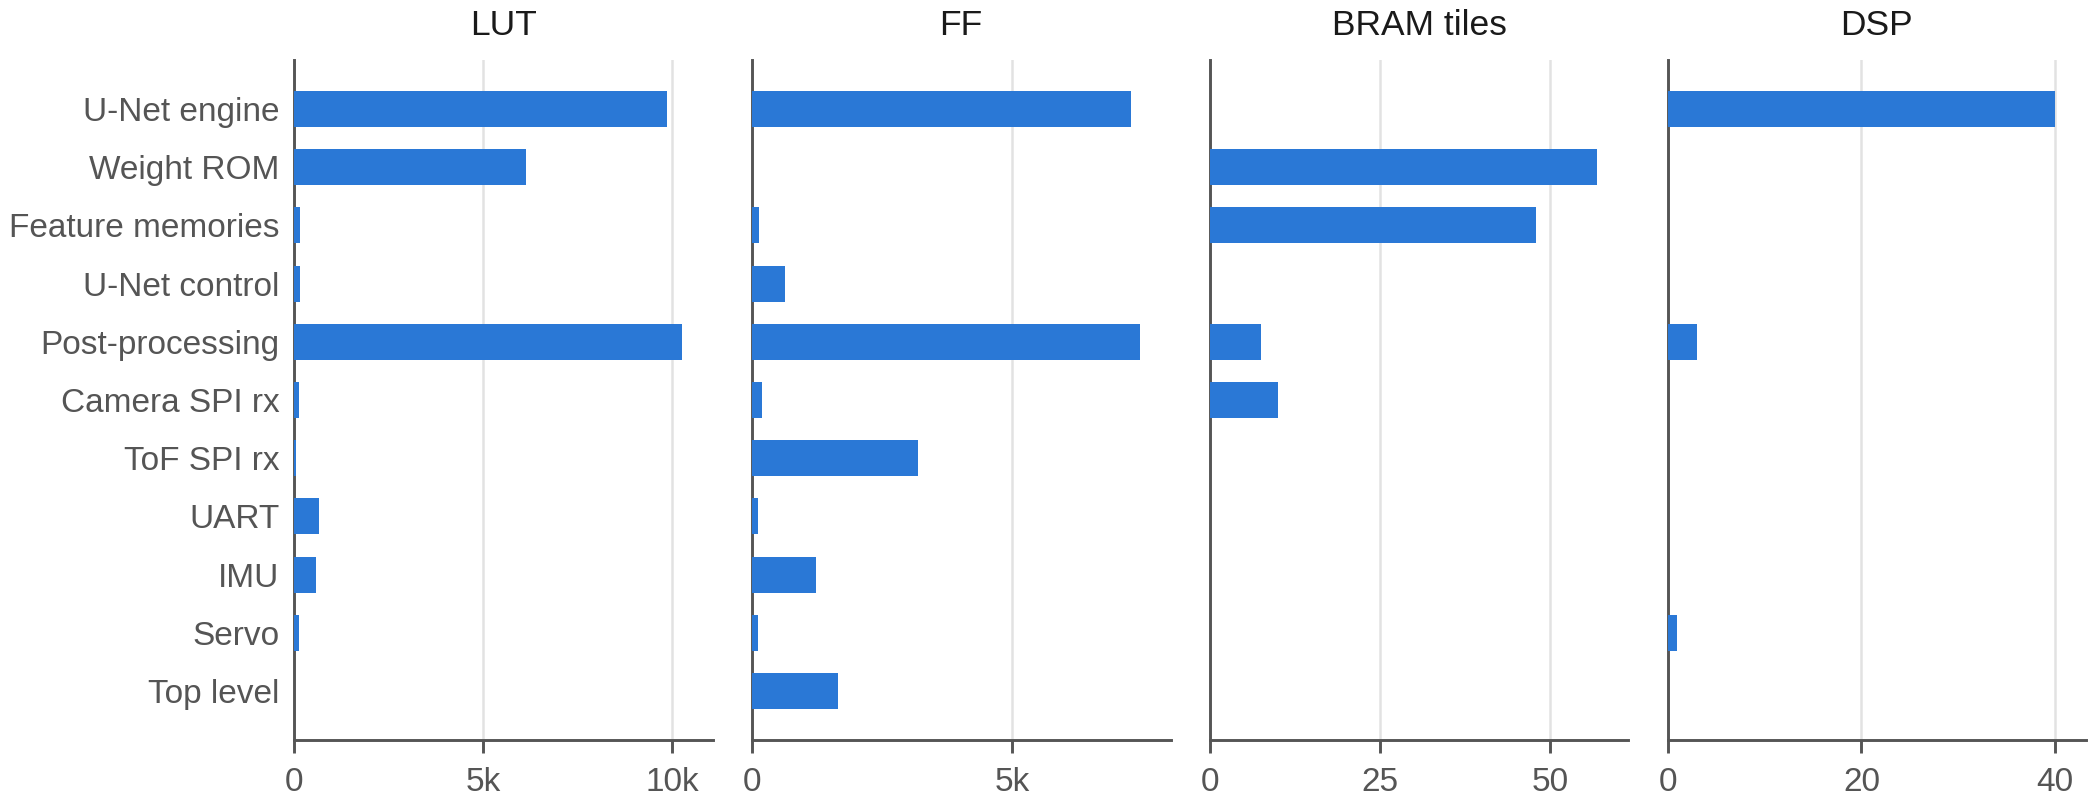 LUT FF BRAM tiles DSP
U-Net engine
Weight ROM
Feature memories
U-Net control
Post-processing
Camera SPI rx
ToF SPI rx
UART
IMU
Servo
Top level
0 5k 10k 0 5k 0 25 50 0 20 40